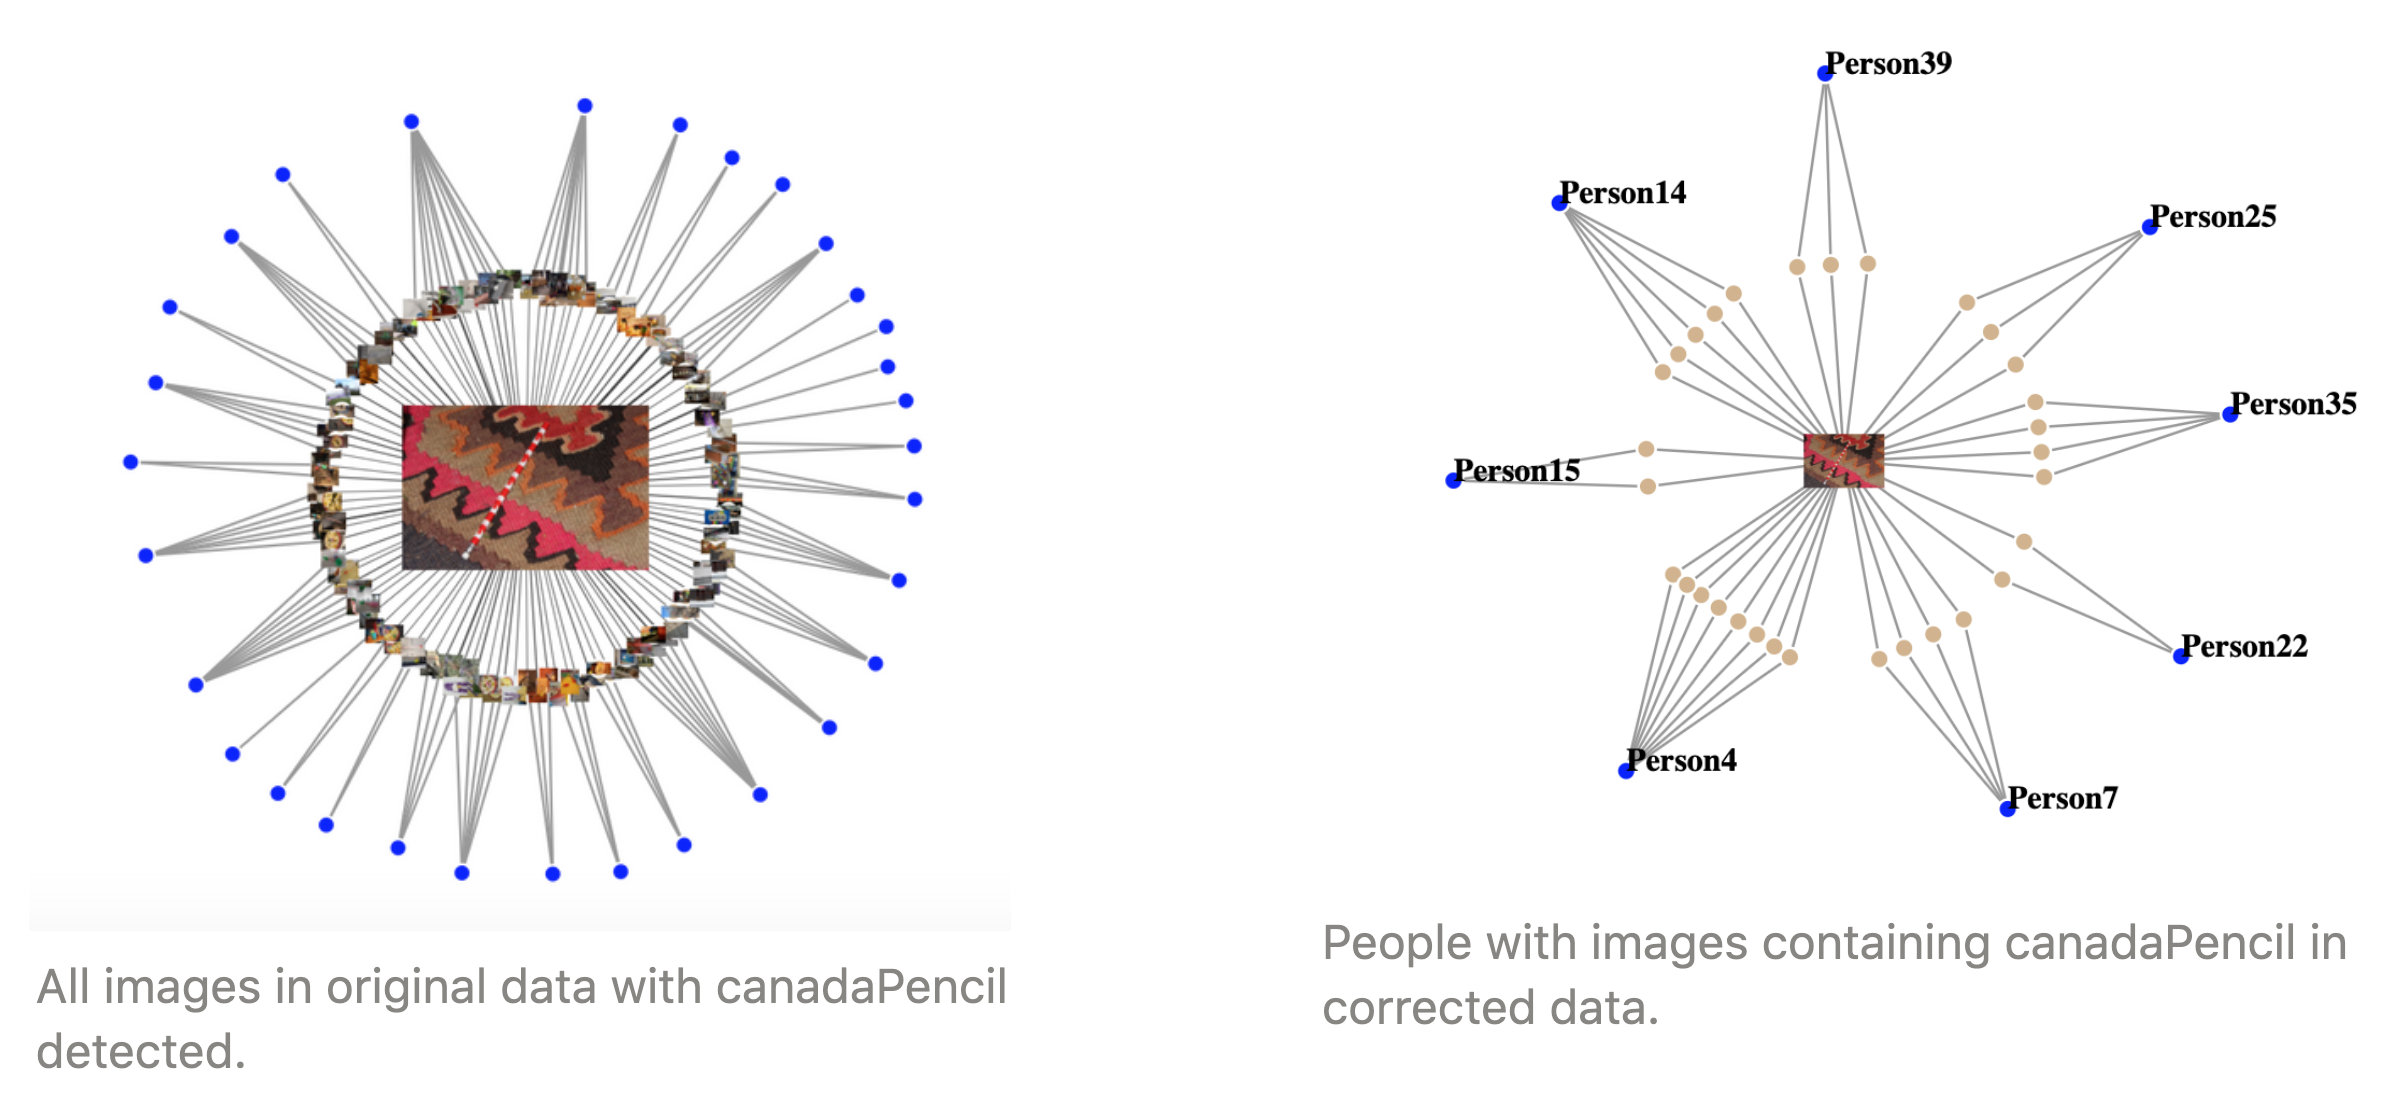 Person39
Person14
Person25
Person35
Person15
Person22
Person4
Person7
All images in original data with canadaPencil
detected.
People with images containing canadaPencil in
corrected data.